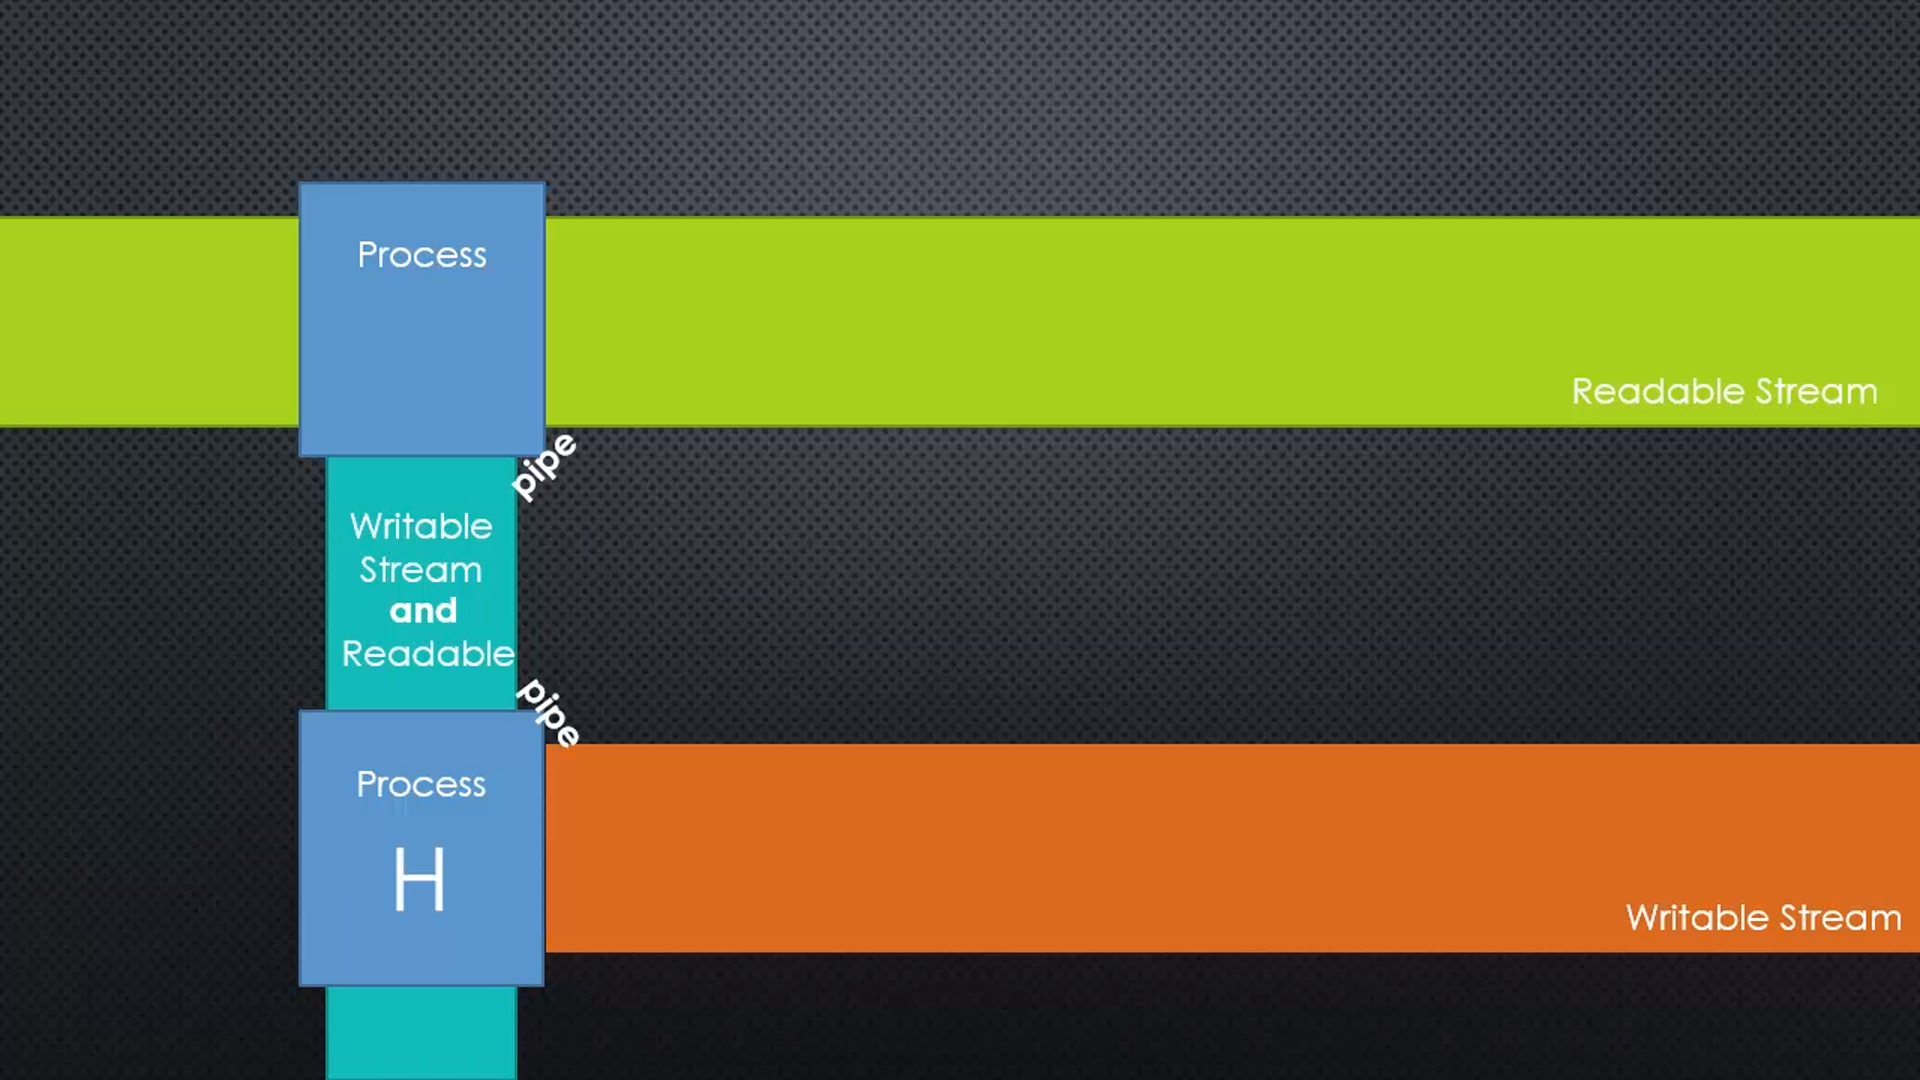 Process
Readable Stream
pipe
Writable
Stream
and
Readable
pipe
Process
H
Writable Stream